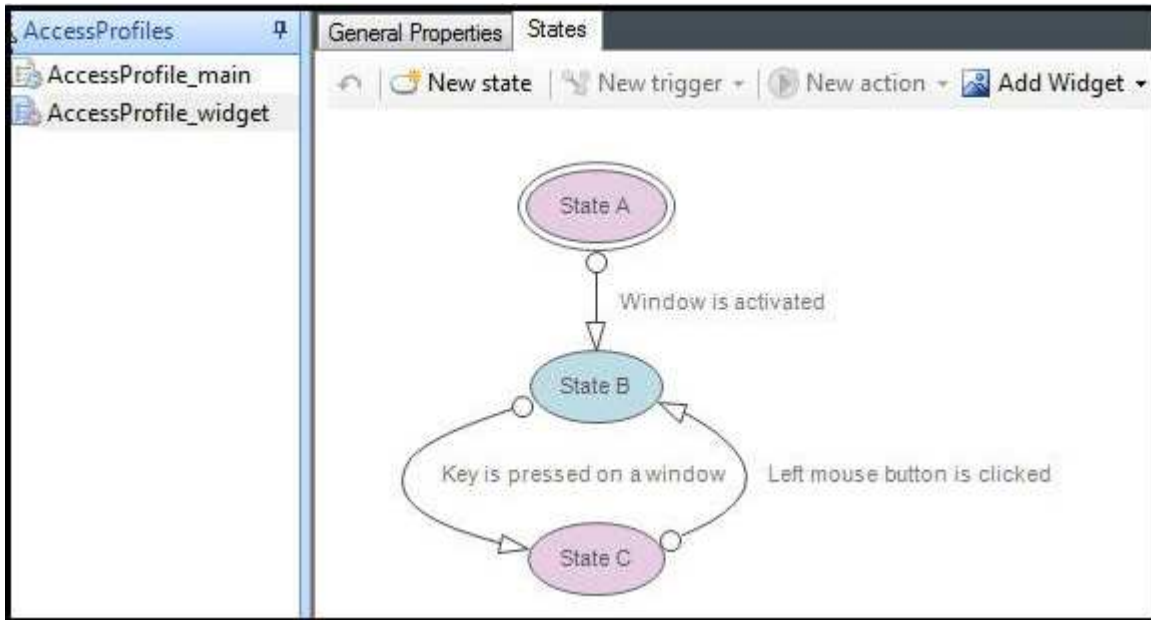 AccessProfiles
AccessProfile_main
AccessProfile_widget
General Properties States
New state New trigger New action Add Widget
State A
Window is activated
State B
Key is pressed on a window
Left mouse button is clicked
State C